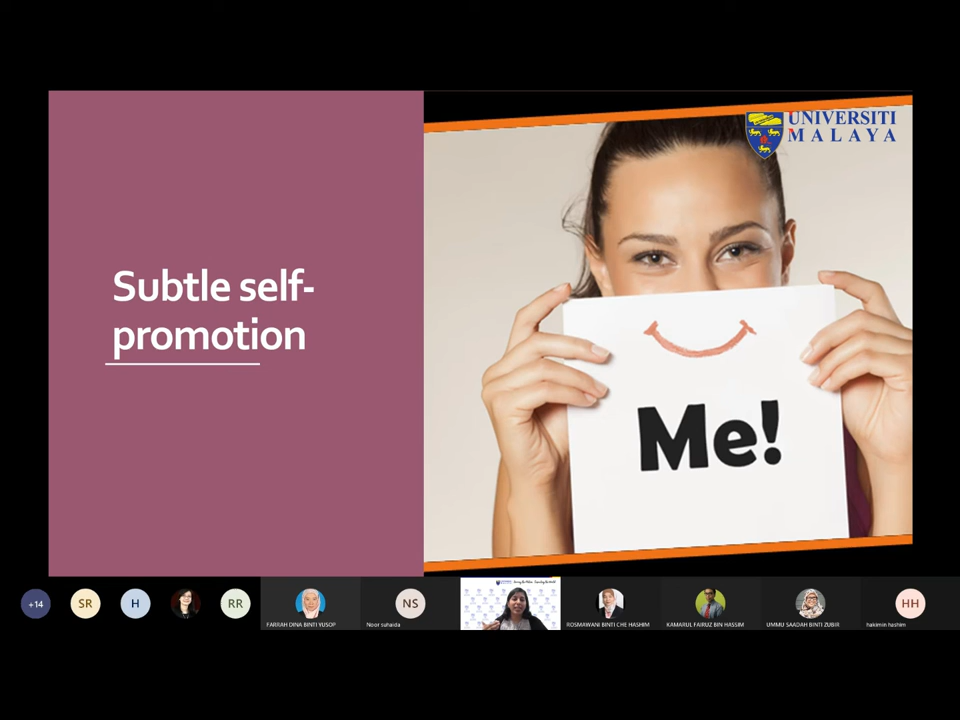 UNIVERSITI
MALAYA
Subtle self-
promotion
Me!
+14
SR
H
RR
NS
HH
FARRAH DINA BINTI YUSOF
Noor suhaida
ROSMAWANI BINTI CHE HASHIM
KAMARUL FAIRUZ BIN HASSIM
UMMU SAADAH BINTI ZUBIR
hakimin hashim